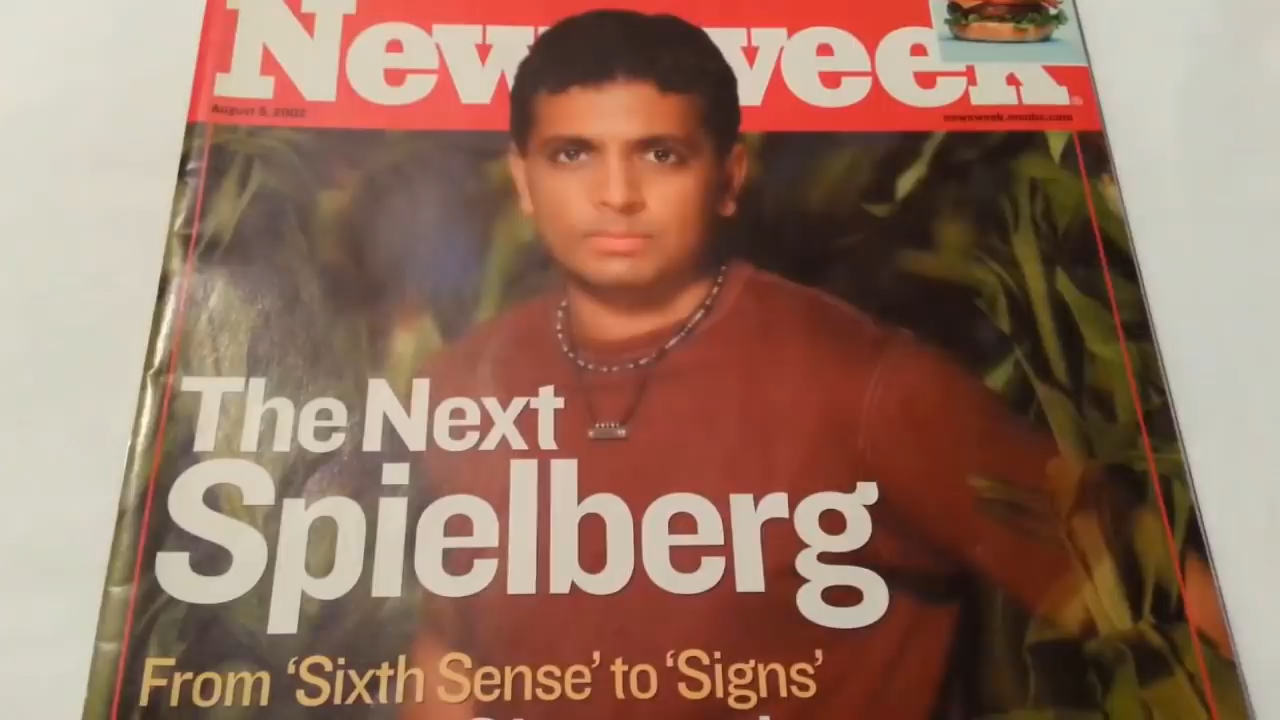 Newsweek
August 5, 2002
newsweek.msnbc.com
The Next
Spielberg
From ‘Sixth Sense’ to ‘Signs’